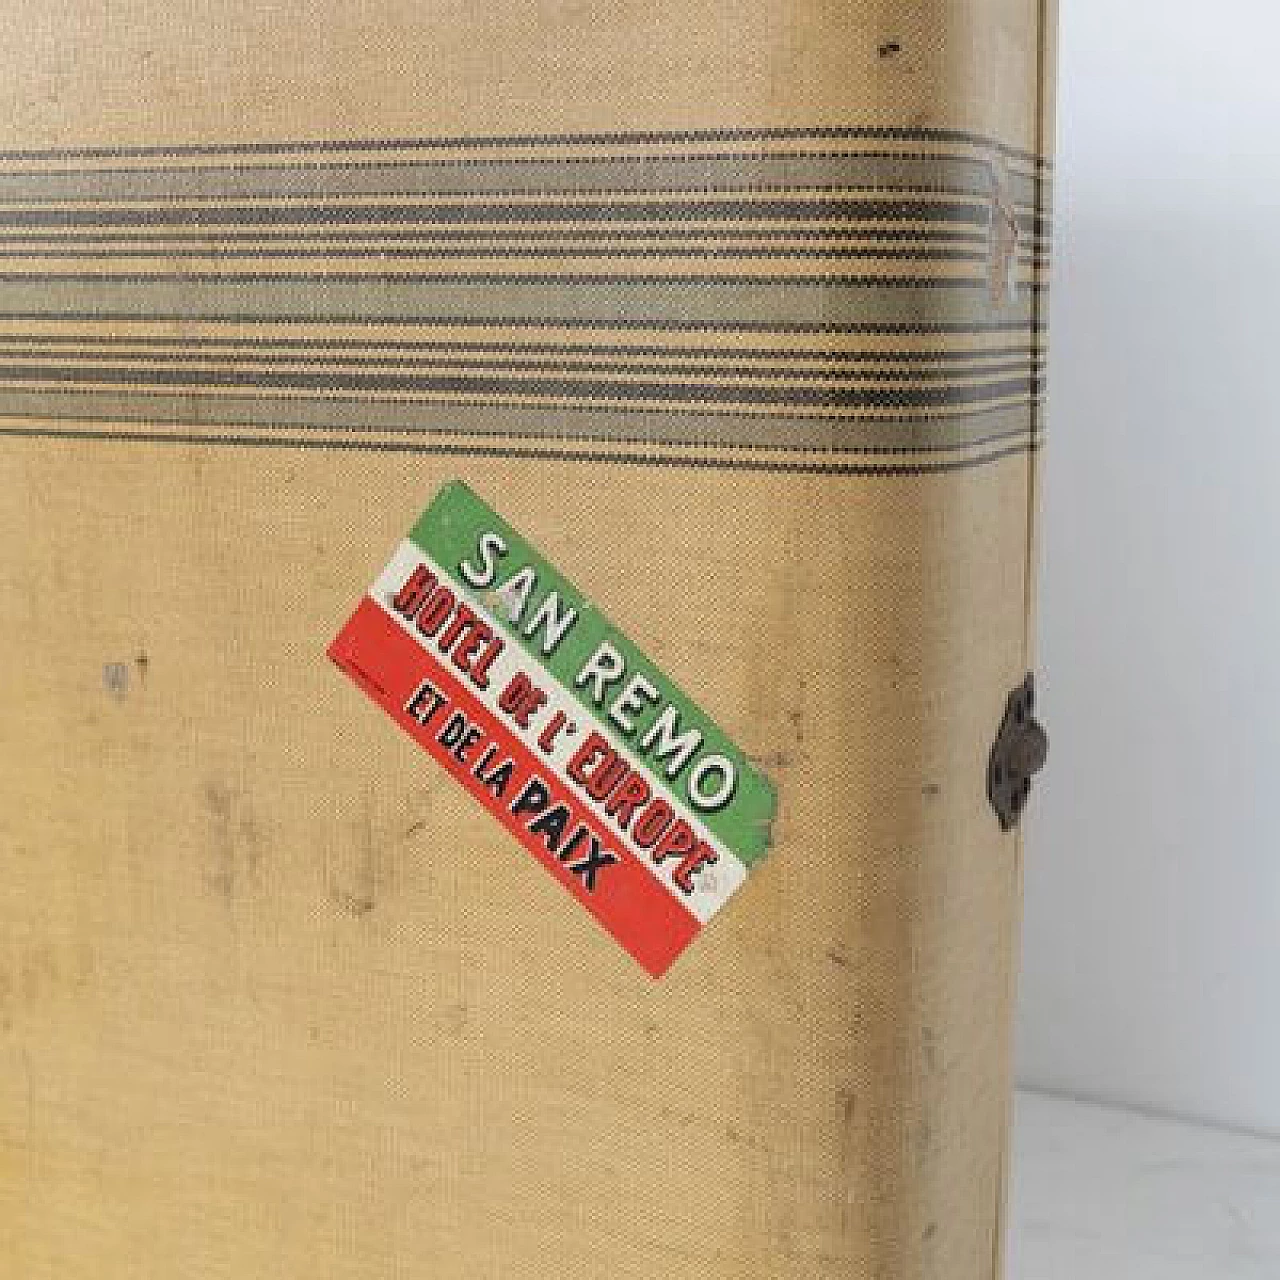 SAN REMO
HOTEL DE L'EUROPE
ET DE LA PAIX